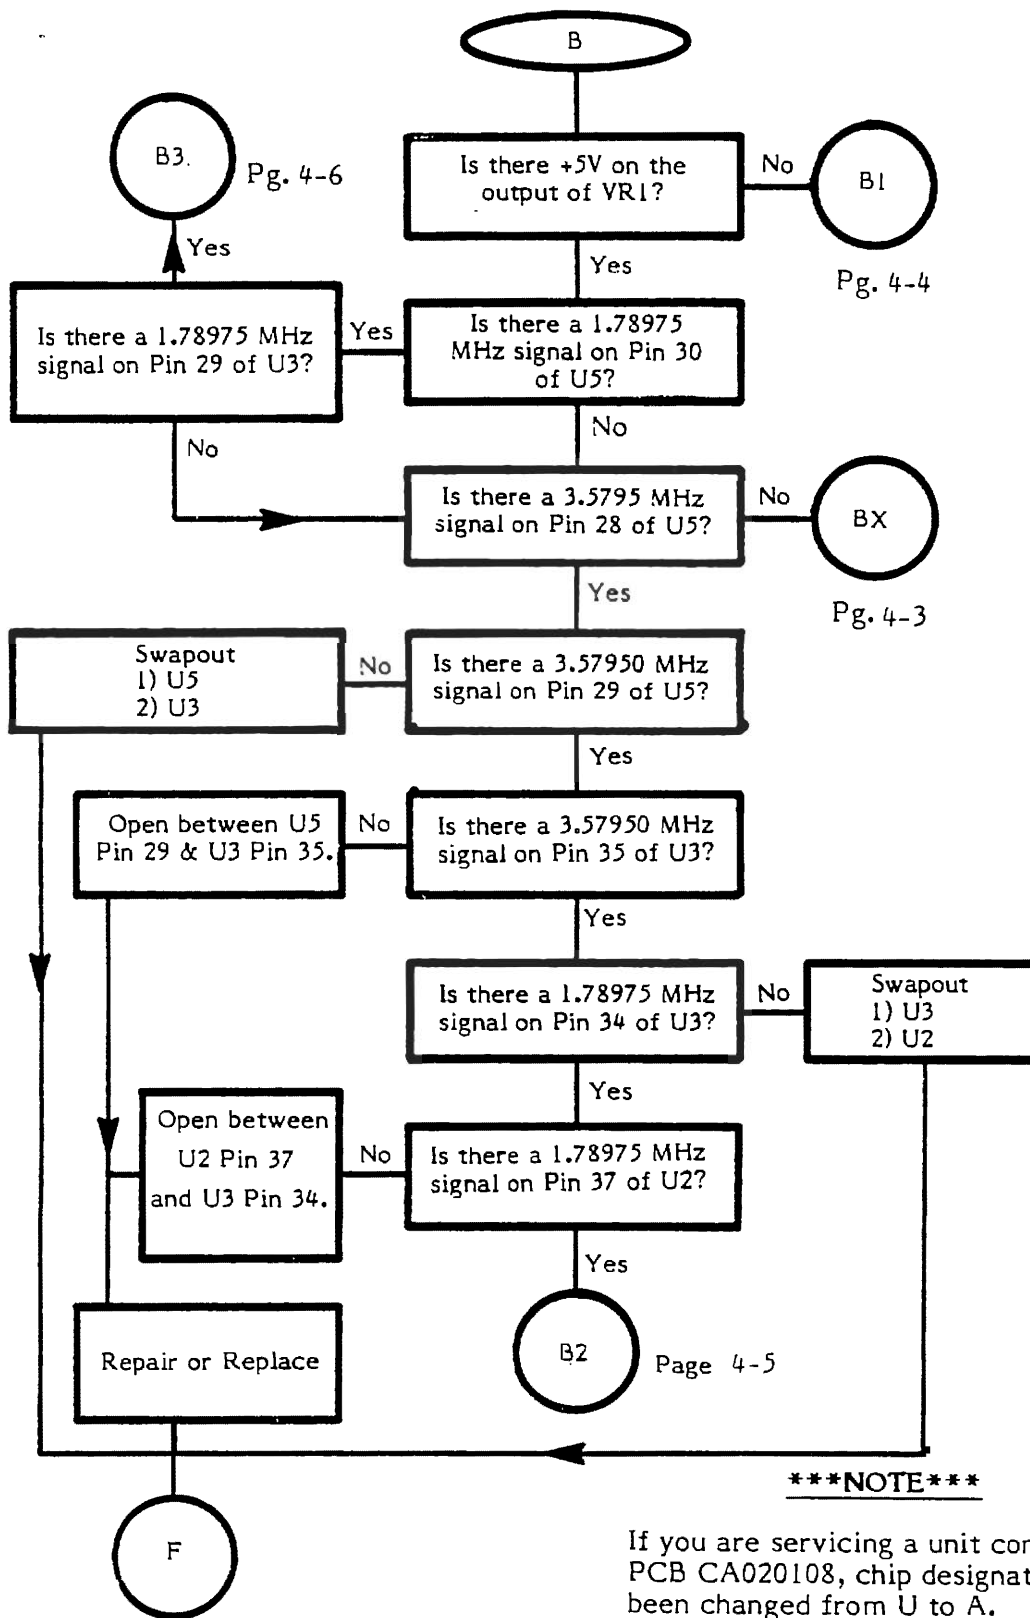 B
B3.
Pg. 4-6
Is there +5V on the
output of VR1?
No
B1
Pg. 4-4
Yes
Yes
Is there a 1.78975 MHz
signal on Pin 29 of U3?
Yes
Is there a 1.78975
MHz signal on Pin 30
of U5?
No
No
Is there a 3.5795 MHz
signal on Pin 28 of U5?
No
BX
Pg. 4-3
Yes
Swapout
1) U5
2) U3
No
Is there a 3.57950 MHz
signal on Pin 29 of U5?
Yes
Open between U5
Pin 29 & U3 Pin 35.
No
Is there a 3.57950 MHz
signal on Pin 35 of U3?
Yes
Is there a 1.78975 MHz
signal on Pin 34 of U3?
No
Swapout
1) U3
2) U2
Yes
Open between
U2 Pin 37
and U3 Pin 34.
No
Is there a 1.78975 MHz
signal on Pin 37 of U2?
Yes
Repair or Replace
B2
Page 4-5
F
***NOTE***
If you are servicing a unit
PCB CA020108, chip
been changed from U to A.